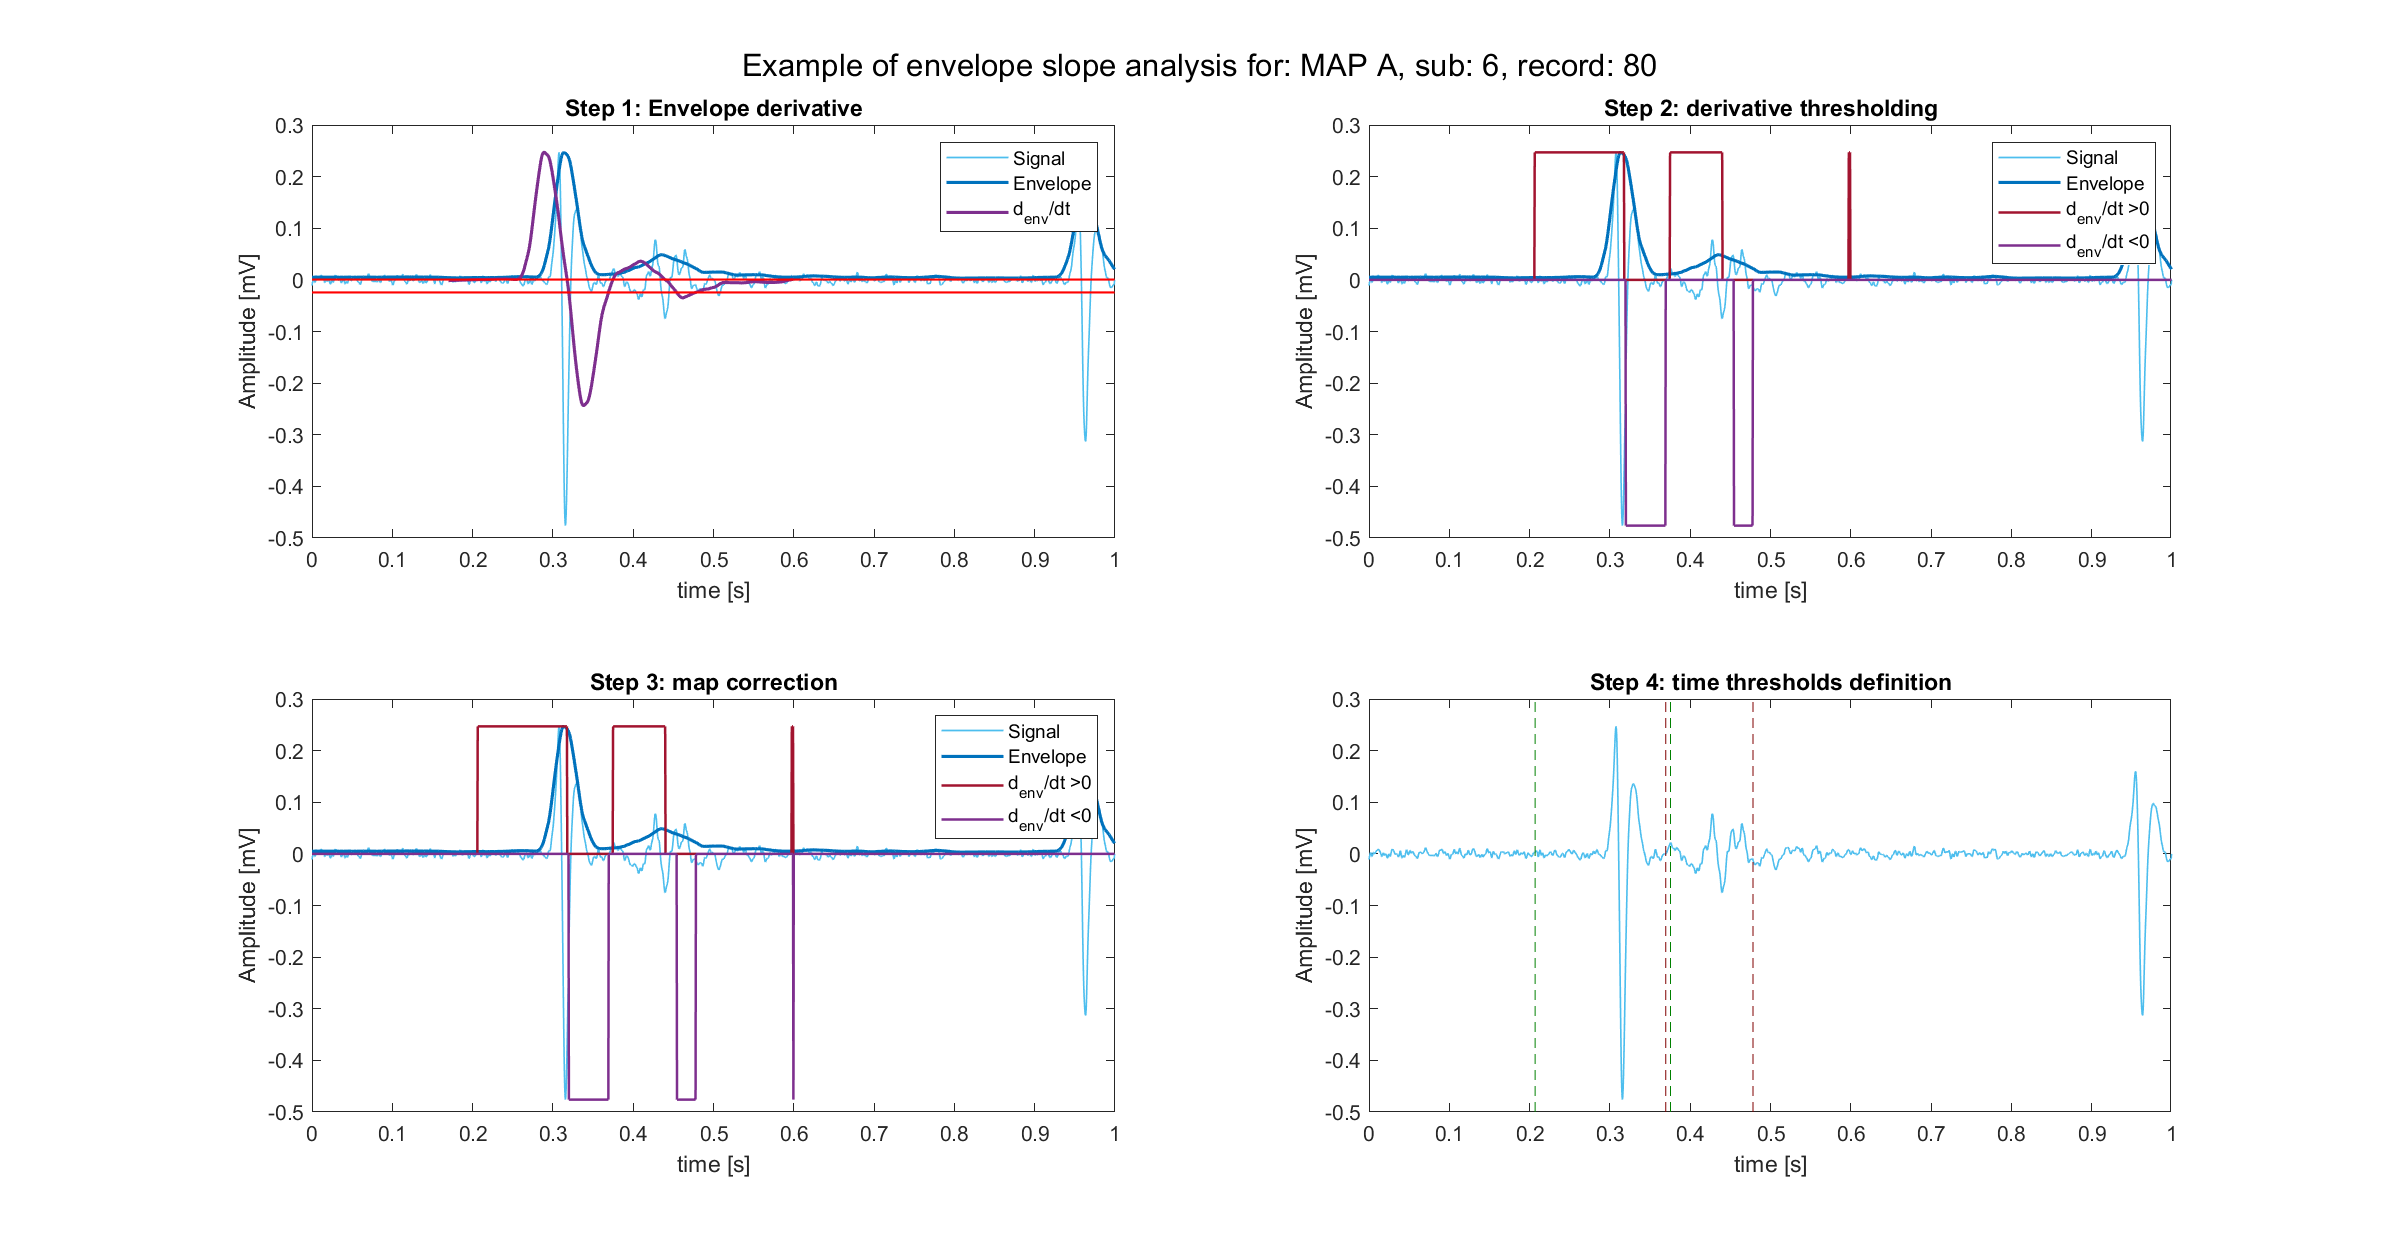 Example of envelope slope analysis for: MAP A, sub: 6, record: 80
Step 1: Envelope derivative
0.3
0.2
0.1
0
-0.1
-0.2
-0.3
-0.4
-0.5
Amplitude [mV]
Signal
Envelope
d_env/dt
0 0.1 0.2 0.3 0.4 0.5 0.6 0.7 0.8 0.9 1
time [s]
Step 2: derivative thresholding
0.3
0.2
0.1
0
-0.1
-0.2
-0.3
-0.4
-0.5
Amplitude [mV]
Signal
Envelope
d_env/dt >0
d_env/dt <0
0 0.1 0.2 0.3 0.4 0.5 0.6 0.7 0.8 0.9 1
time [s]
Step 3: map correction
0.3
0.2
0.1
0
-0.1
-0.2
-0.3
-0.4
-0.5
Amplitude [mV]
Signal
Envelope
d_env/dt >0
d_env/dt <0
0 0.1 0.2 0.3 0.4 0.5 0.6 0.7 0.8 0.9 1
time [s]
Step 4: time thresholds definition
0.3
0.2
0.1
0
-0.1
-0.2
-0.3
-0.4
-0.5
Amplitude [mV]
0 0.1 0.2 0.3 0.4 0.5 0.6 0.7 0.8 0.9 1
time [s]